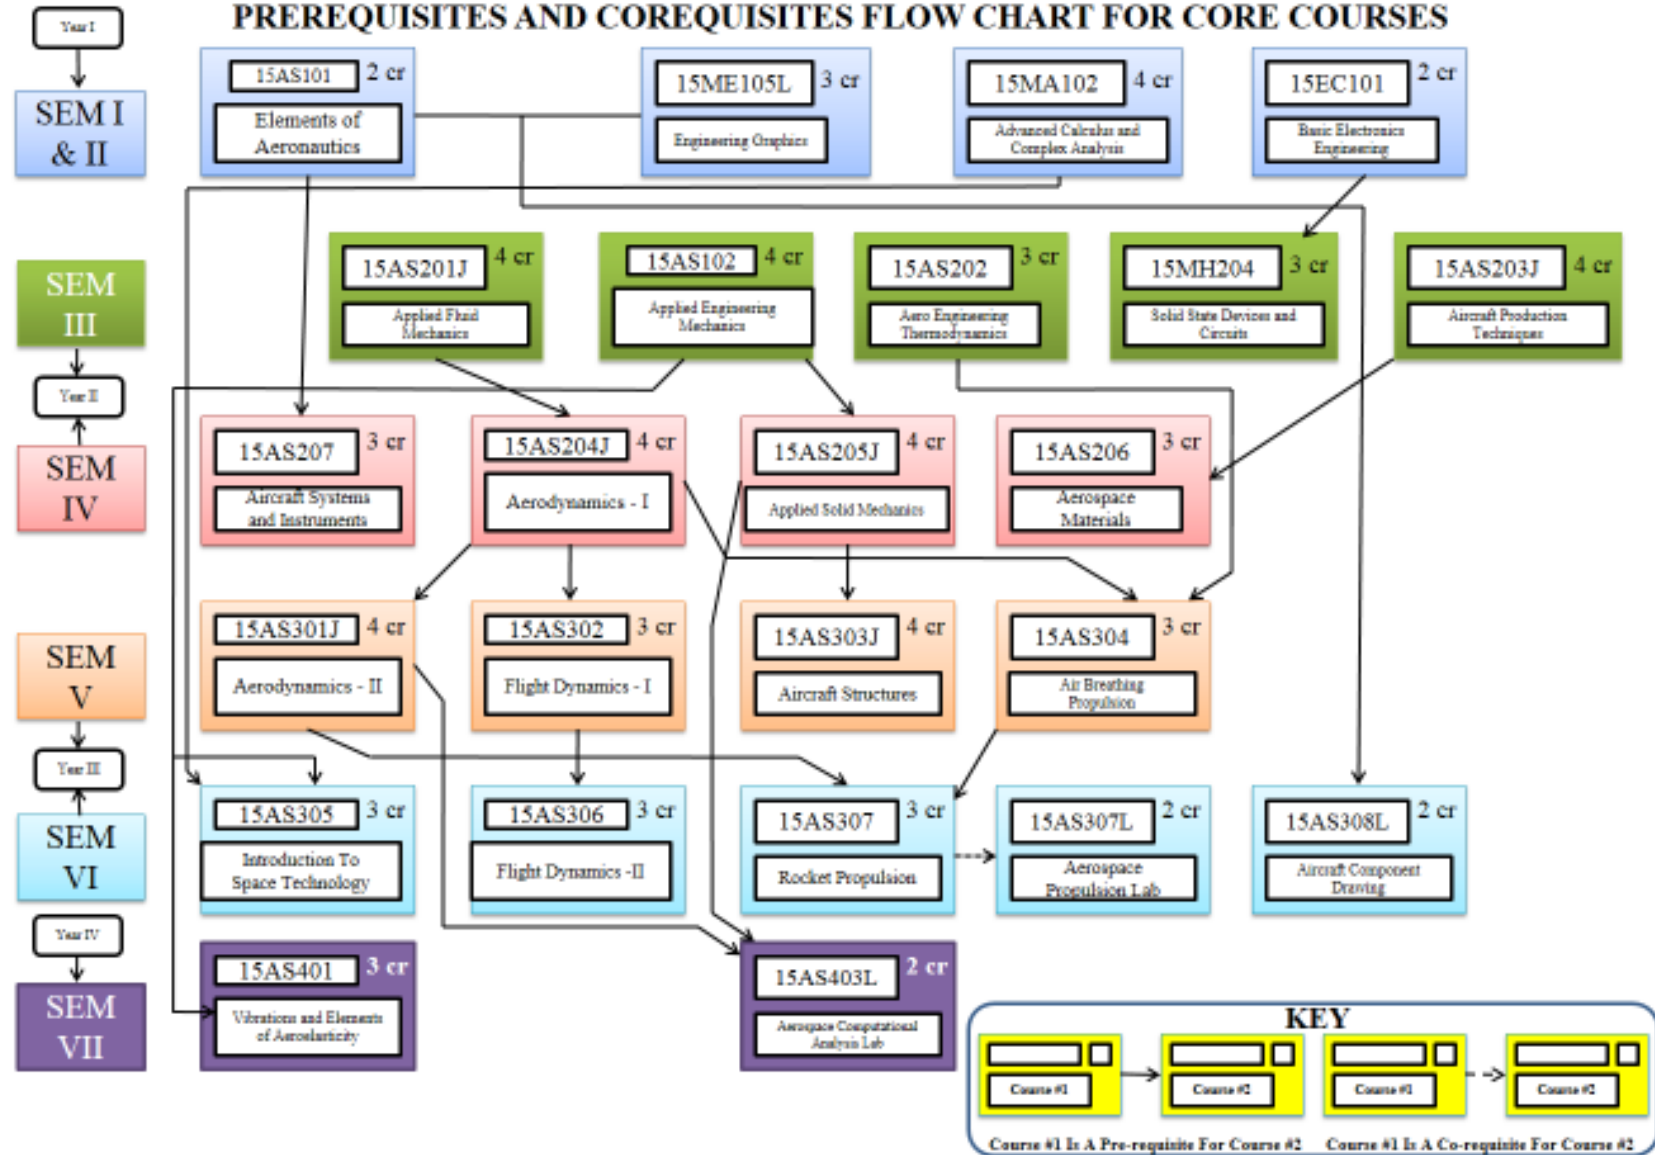 PREREQUISITES AND COREQUISITES FLOW CHART FOR CORE COURSES
Year I
SEM I
& II
15AS101 2 cr
Elements of
Aeronautics
15ME105L 3 cr
Engineering Graphics
15MA102 4 cr
Advanced Calculus and
Complex Analysis
15EC101 2 cr
Basic Electronics
Engineering
SEM
III
15AS201J 4 cr
Applied Fluid
Mechanics
15AS102 4 cr
Applied Engineering
Mechanics
15AS202 3 cr
Aero Engineering
Thermodynamics
15MH204 3 cr
Solid State Devices and
Circuits
15AS203J 4 cr
Aircraft Production
Techniques
Year II
SEM
IV
15AS207 3 cr
Aircraft Systems
and Instruments
15AS204J 4 cr
Aerodynamics - I
15AS205J 4 cr
Applied Solid Mechanics
15AS206 3 cr
Aerospace
Materials
SEM
V
15AS301J 4 cr
Aerodynamics - II
15AS302 3 cr
Flight Dynamics - I
15AS303J 4 cr
Aircraft Structures
15AS304 3 cr
Air Breathing
Propulsion
Year III
SEM
VI
15AS305 3 cr
Introduction To
Space Technology
15AS306 3 cr
Flight Dynamics -II
15AS307 3 cr
Rocket Propulsion
15AS307L 2 cr
Aerospace
Propulsion Lab
15AS308L 2 cr
Aircraft Component
Drawing
Year IV
SEM
VII
15AS401 3 cr
Vibrations and Elements
of Aeroelasticity
15AS403L 2 cr
Aerospace Computational
Analysis Lab
KEY
Course #1
Course #2
Course #1
Course #2
Course #1 Is A Pre-requisite For Course #2
Course #1 Is A Co-requisite For Course #2